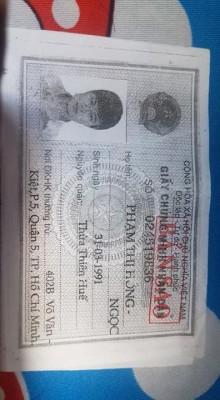 CỘNG HÒA XÃ HỘI CHỦ NGHĨA VIỆT NAM
Độc lập - Tự do - Hạnh phúc
GIẤY CHỨNG MINH NHÂN DÂN
SỐ
Họ tên: PHẠM THỊ HỒNG -
NGỌC
Sinh ngày: 31-03-1991
Nguyên quán: Thừa Thiên Huế
Nơi ĐKHK thường trú: 402B Võ Văn -
Kiệt, P.5, Quận 5, TP. Hồ Chí Minh